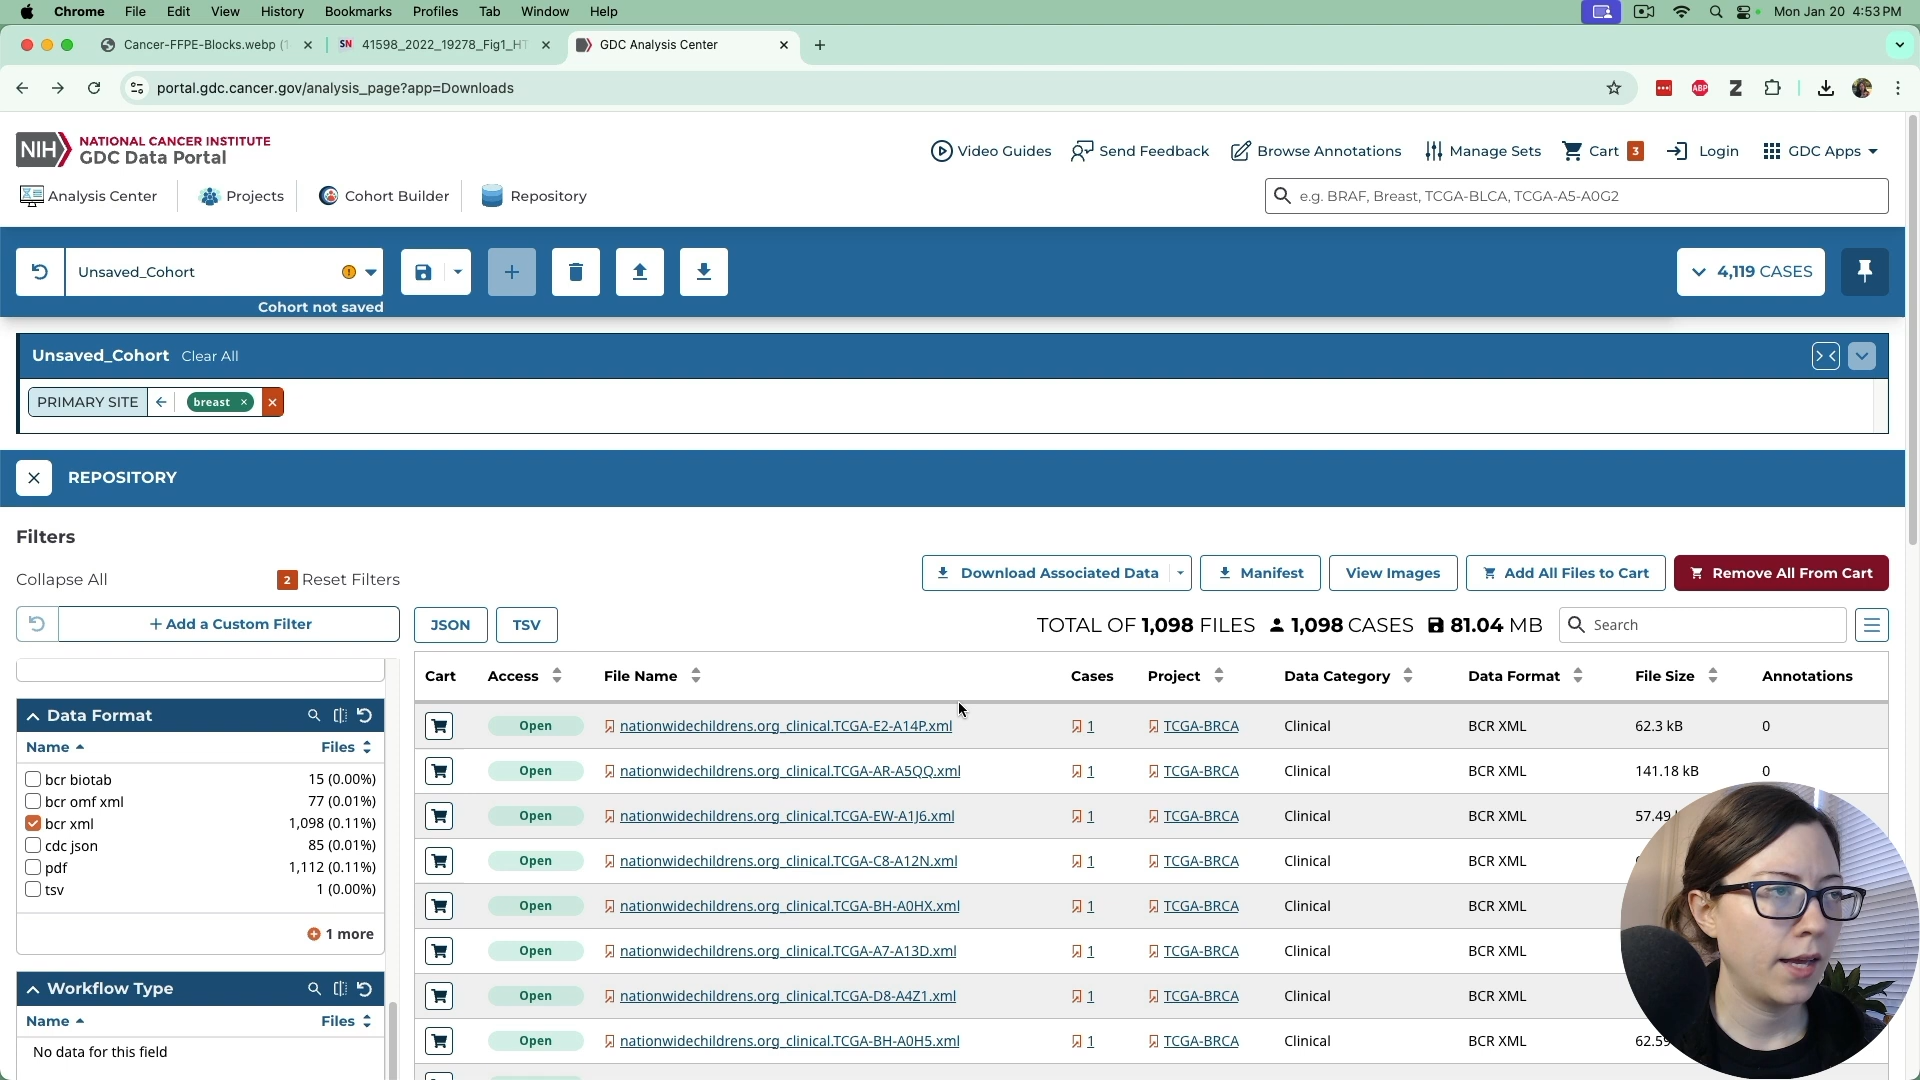 Chrome File Edit View History Bookmarks Profiles Tab Window Help Mon Jan 20 4:53 PM
Cancer-FFPE-Blocks.webp (1 SN 41598_2022_19278_Fig1_HT GDC Analysis Center
portal.gdc.cancer.gov/analysis_page?app=Downloads ABP Z
NIH NATIONAL CANCER INSTITUTE
GDC Data Portal
Video Guides Send Feedback Browse Annotations Manage Sets Cart 3 Login GDC Apps
Analysis Center Projects Cohort Builder Repository e.g. BRAF, Breast, TCGA-BLCA, TCGA-A5-A0G2
Unsaved_Cohort 4,119 CASES
Cohort not saved
Unsaved_Cohort Clear All
PRIMARY SITE breast
REPOSITORY
Filters
Collapse All 2 Reset Filters
Download Associated Data Manifest View Images Add All Files to Cart Remove All From Cart
+ Add a Custom Filter
JSON TSV TOTAL OF 1,098 FILES 1,098 CASES 81.04 MB Search
Data Format
Name Files
bcr biotab 15 (0.00%)
bcr omf xml 77 (0.01%)
bcr xml 1,098 (0.11%)
cdc json 85 (0.01%)
pdf 1,112 (0.11%)
tsv 1 (0.00%)
1 more
Workflow Type
Name Files
No data for this field
Cart Access File Name Cases Project Data Category Data Format File Size Annotations
Open nationwidechildrens.org_clinical.TCGA-E2-A14P.xml 1 TCGA-BRCA Clinical BCR XML 62.3 kB 0
Open nationwidechildrens.org_clinical.TCGA-AR-A5QQ.xml 1 TCGA-BRCA Clinical BCR XML 141.18 kB 0
Open nationwidechildrens.org_clinical.TCGA-EW-A1J6.xml 1 TCGA-BRCA Clinical BCR XML 57.49
Open nationwidechildrens.org_clinical.TCGA-C8-A12N.xml 1 TCGA-BRCA Clinical BCR XML
Open nationwidechildrens.org_clinical.TCGA-BH-A0HX.xml 1 TCGA-BRCA Clinical BCR XML
Open nationwidechildrens.org_clinical.TCGA-A7-A13D.xml 1 TCGA-BRCA Clinical BCR XML
Open nationwidechildrens.org_clinical.TCGA-D8-A4Z1.xml 1 TCGA-BRCA Clinical BCR XML
Open nationwidechildrens.org_clinical.TCGA-BH-A0H5.xml 1 TCGA-BRCA Clinical BCR XML 62.59